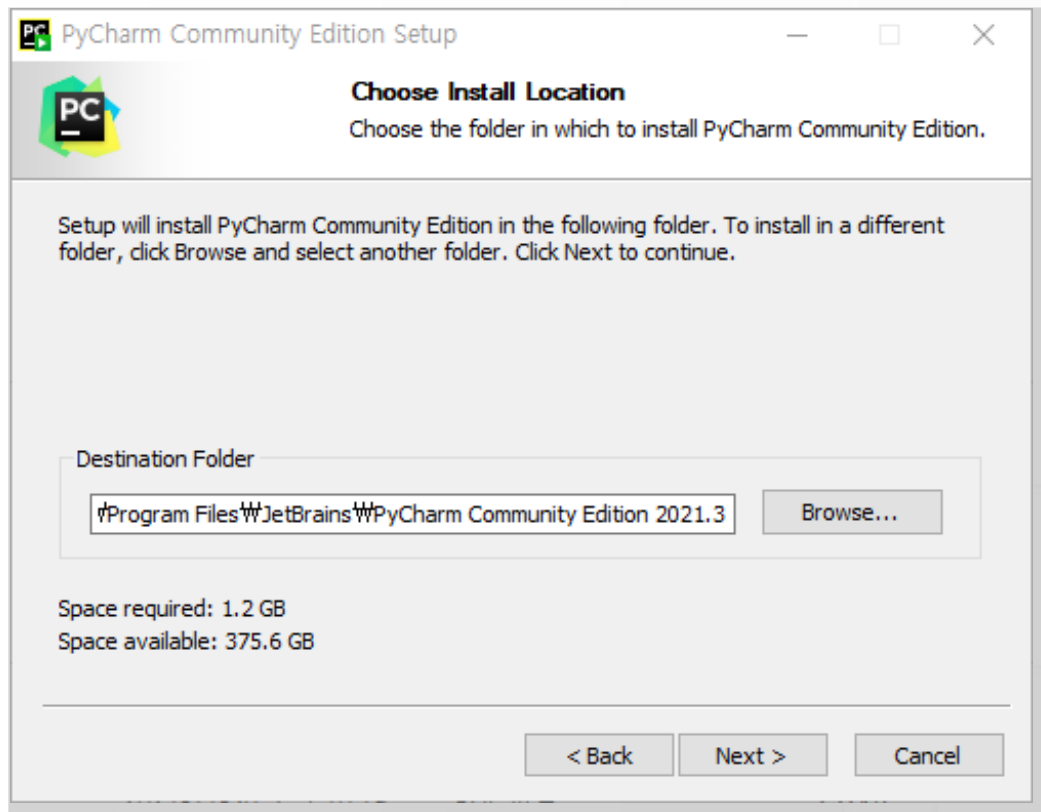 PyCharm Community Edition Setup
PC
Choose Install Location
Choose the folder in which to install PyCharm Community Edition.
Setup will install PyCharm Community Edition in the following folder. To install in a different
folder, click Browse and select another folder. Click Next to continue.
Destination Folder
₩Program Files₩JetBrains₩PyCharm Community Edition 2021.3
Browse...
Space required: 1.2 GB
Space available: 375.6 GB
< Back
Next >
Cancel